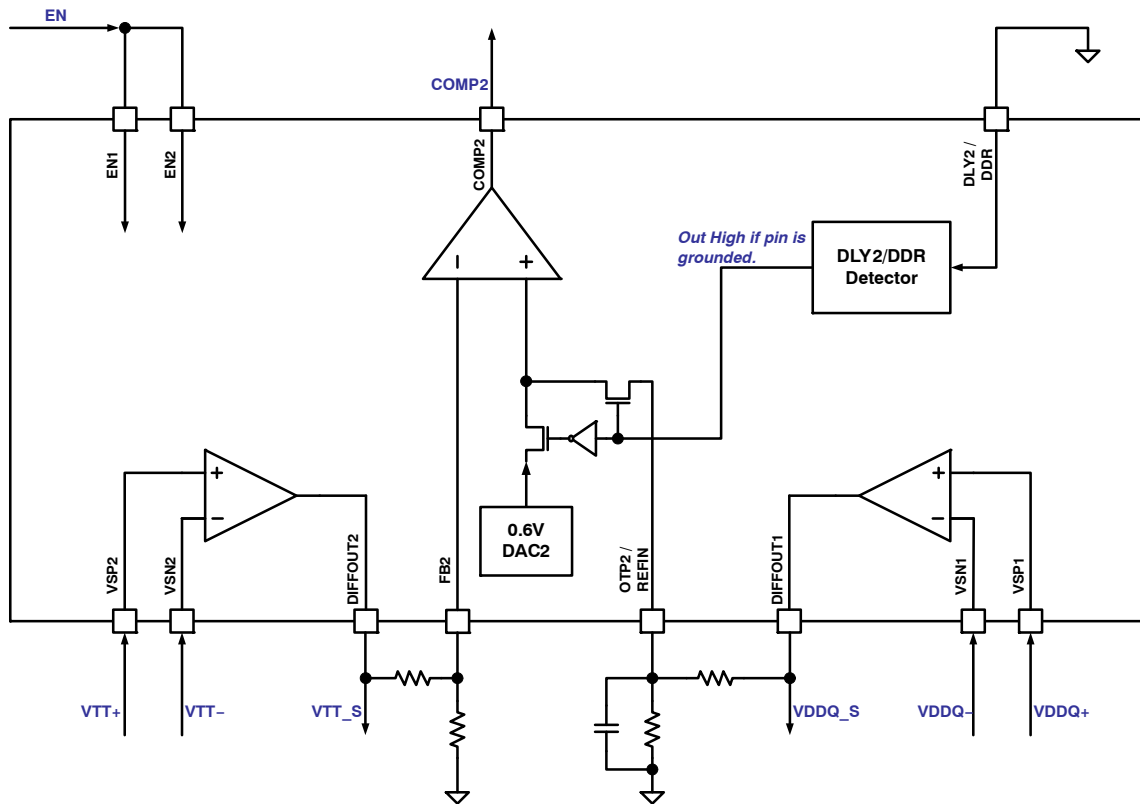 EN
COMP2
EN1
EN2
COMP2
DLY2 /
DDR
Out High if pin is
grounded.
DLY2/DDR
Detector
−
+
+
−
0.6V
DAC2
+
−
VSP2
VSN2
DIFFOUT2
FB2
OTP2 /
REFIN
DIFFOUT1
VSN1
VSP1
VTT+
VTT−
VTT_S
VDDQ_S
VDDQ−
VDDQ+